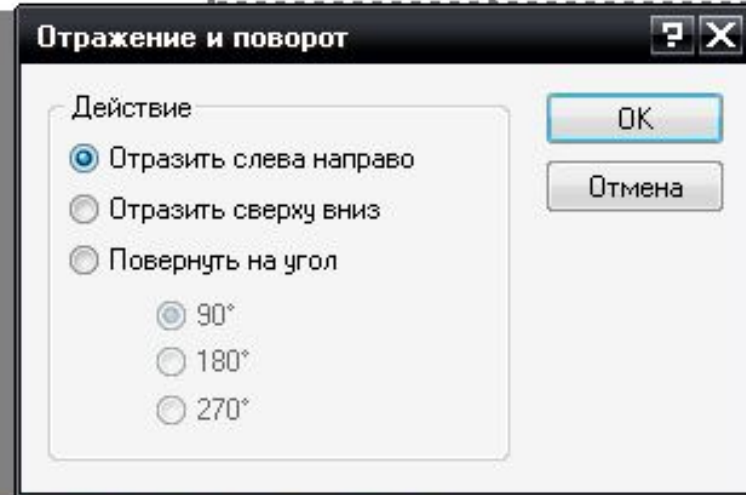 Отражение и поворот
Действие
Отразить слева направо
Отразить сверху вниз
Повернуть на угол
90°
180°
270°
OK
Отмена